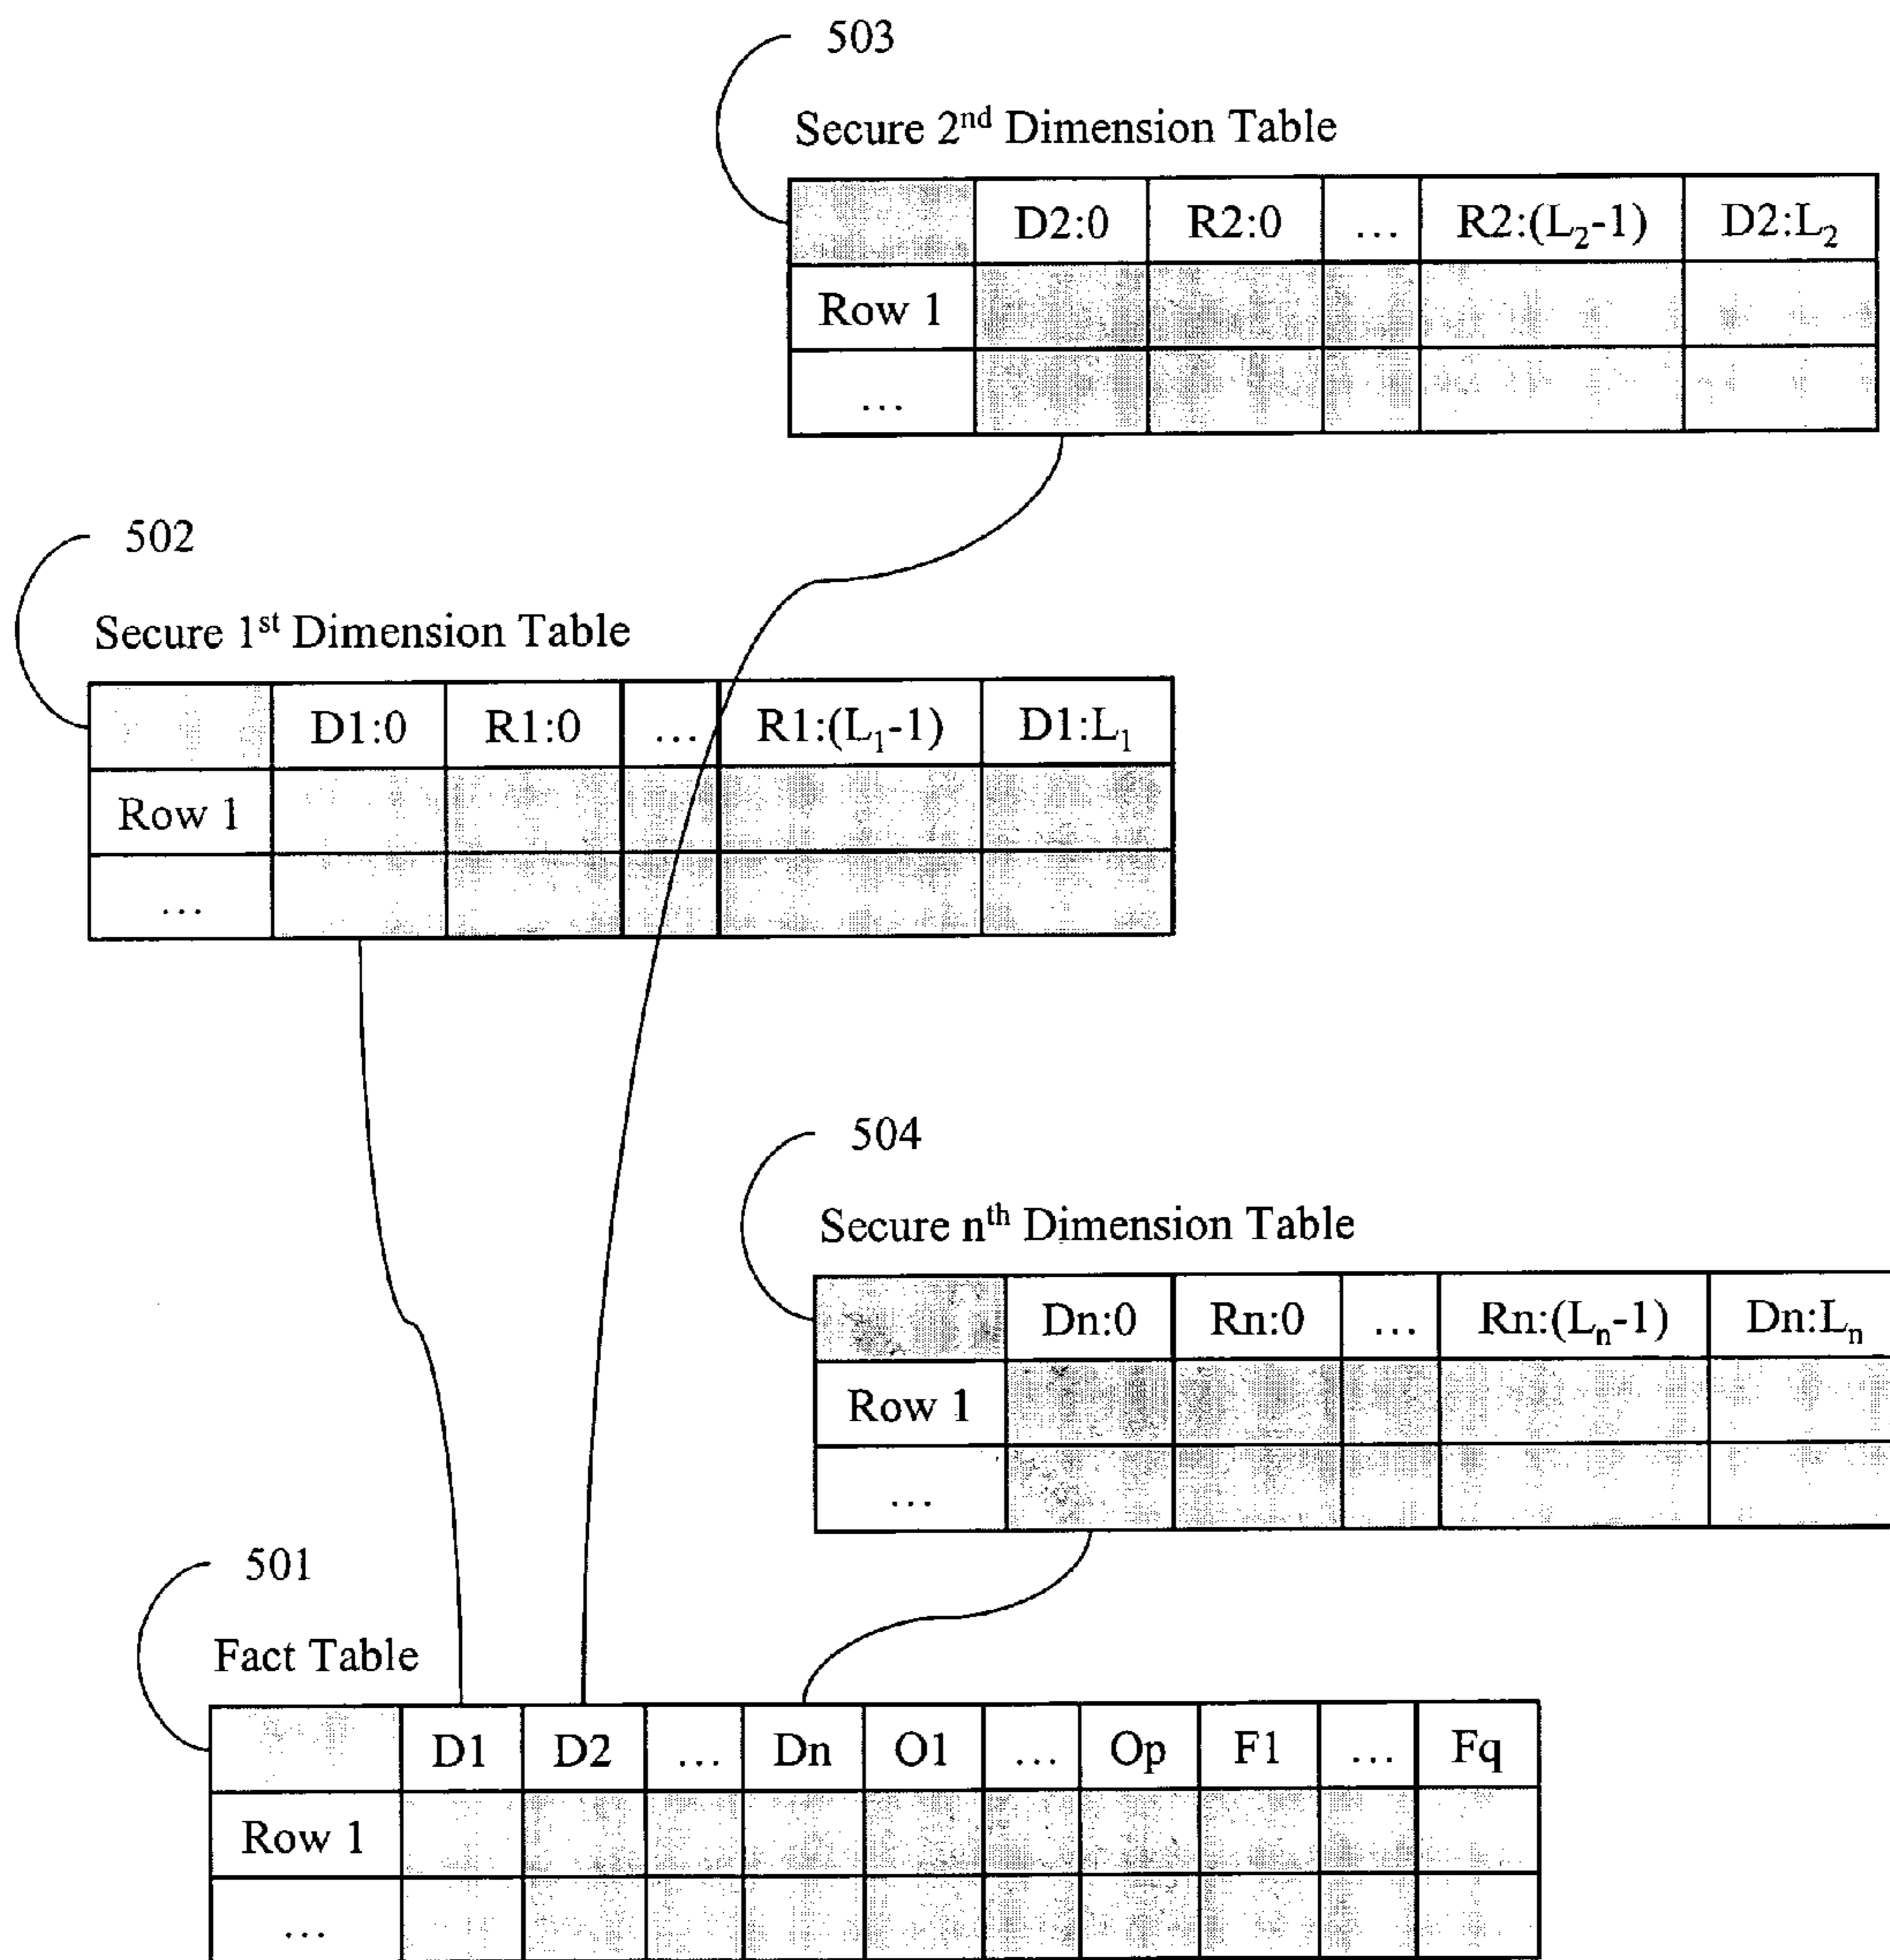 503
Secure 2nd Dimension Table
D2:0 R2:0 ... R2:(L2-1) D2:L2
Row 1
...
502
Secure 1st Dimension Table
D1:0 R1:0 ... R1:(L1-1) D1:L1
Row 1
...
504
Secure nth Dimension Table
Dn:0 Rn:0 ... Rn:(Ln-1) Dn:Ln
Row 1
...
501
Fact Table
D1 D2 ... Dn O1 ... Op F1 ... Fq
Row 1
...